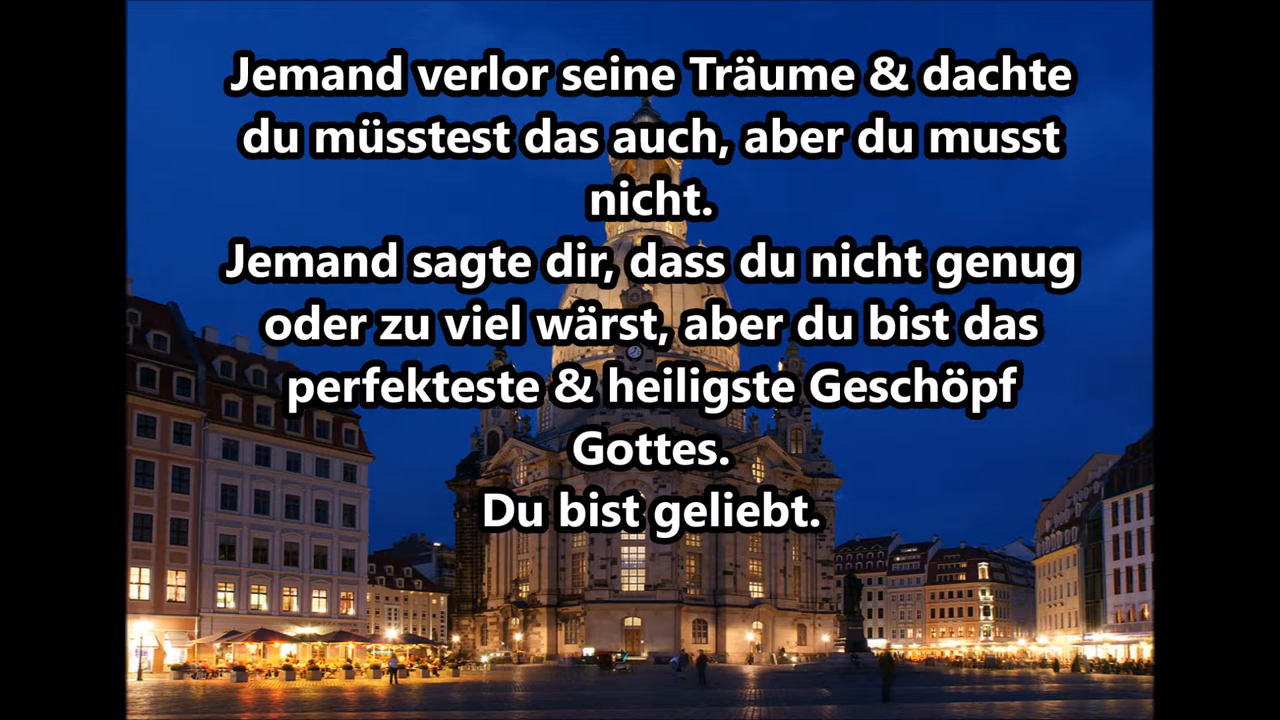 Jemand verlor seine Träume & dachte
du müsstest das auch, aber du musst
nicht.
Jemand sagte dir, dass du nicht genug
oder zu viel wärst, aber du bist das
perfekteste & heiligste Geschöpf
Gottes.
Du bist geliebt.